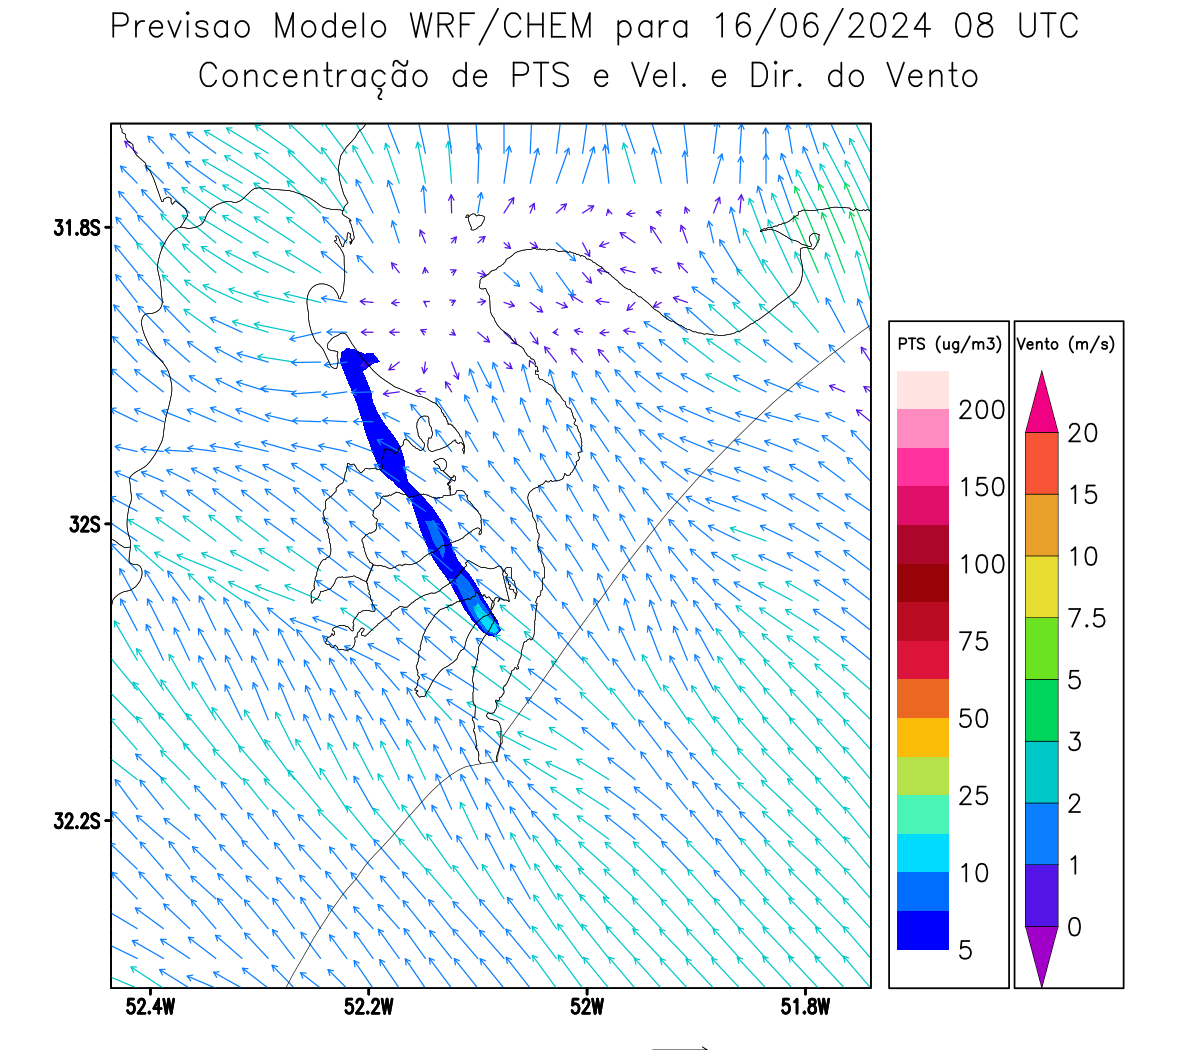 Previsao Modelo WRF/CHEM para 16/06/2024 08 UTC
Concentração de PTS e Vel. e Dir. do Vento
31.8S
32S
32.2S
52.4W
52.2W
52W
51.8W
PTS (ug/m3)
200
150
100
75
50
25
10
5
Vento (m/s)
20
15
10
7.5
5
3
2
1
0